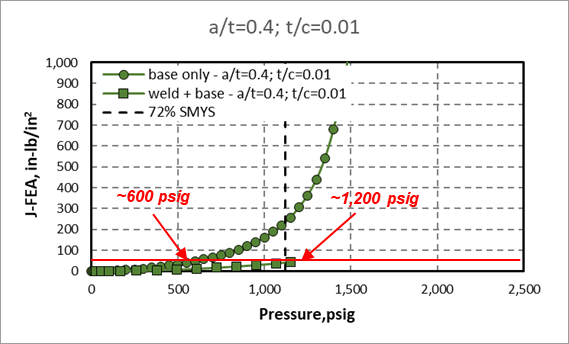 a/t=0.4; t/c=0.01
1,000
900
800
700
600
500
400
300
200
100
0
J-FEA, in-lb/in²
base only - a/t=0.4; t/c=0.01
weld + base - a/t=0.4; t/c=0.01
72% SMYS
~600 psig
~1,200 psig
0
500
1,000
1,500
2,000
2,500
Pressure,psig